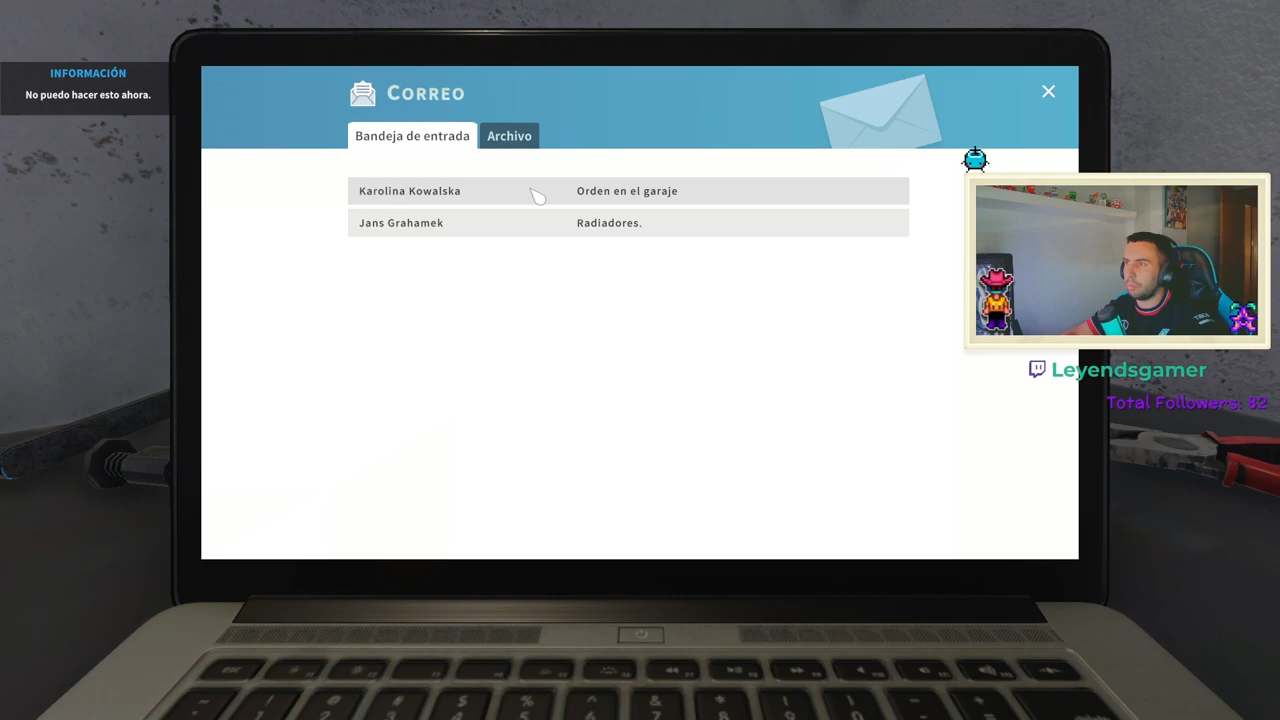 INFORMACIÓN
No puedo hacer esto ahora.
CORREO
Bandeja de entrada
Archivo
Karolina Kowalska
Orden en el garaje
Jans Grahamek
Radiadores.
Leyendsgamer
Total Followers: 82